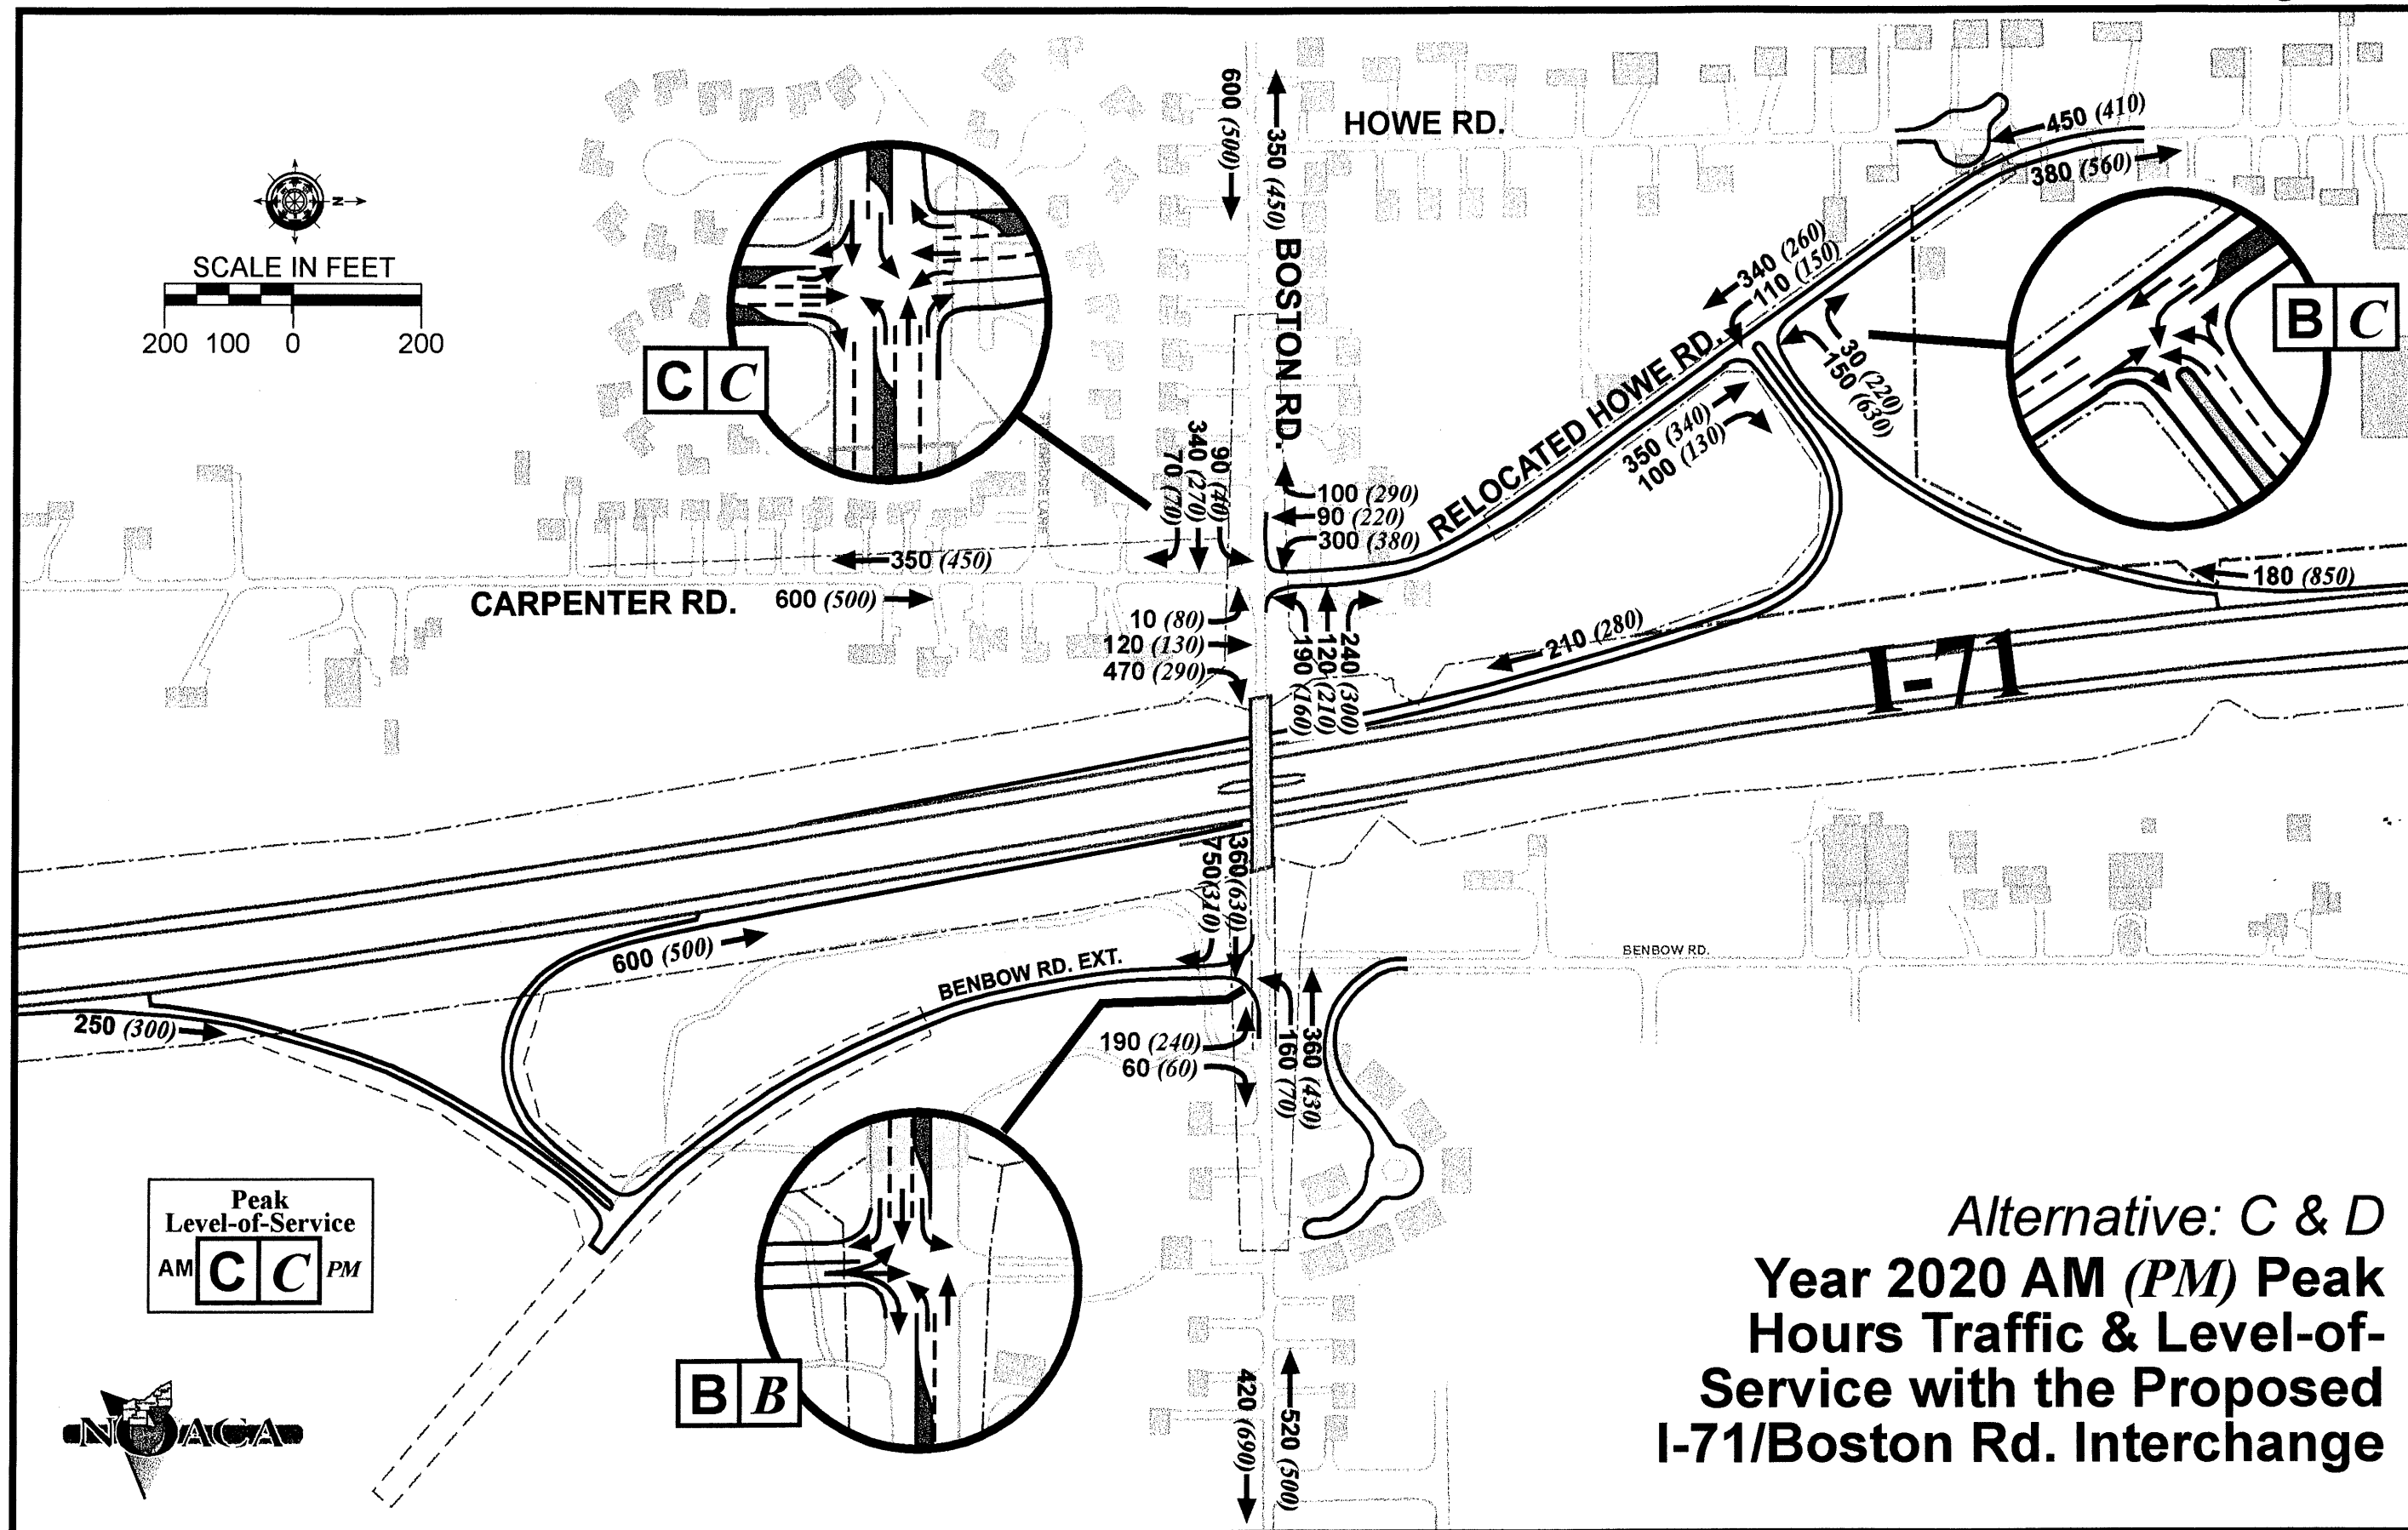 600 (500)
350 (450)
HOWE RD.
450 (410)
380 (560)
N
SCALE IN FEET
200 100 0 200
BOSTON RD.
340 (260)
110 (150)
B C
C C
30 (220)
150 (630)
RELOCATED HOWE RD.
350 (340)
100 (130)
70 (70)
340 (270)
90 (40)
100 (290)
90 (220)
300 (380)
350 (450)
CARPENTER RD.
600 (500)
180 (850)
10 (80)
120 (130)
470 (290)
190 (160)
120 (210)
240 (300)
210 (280)
I-71
750 (310)
360 (630)
600 (500)
BENBOW RD. EXT.
BENBOW RD.
250 (300)
190 (240)
60 (60)
160 (70)
360 (430)
Peak
Level-of-Service
AM C C PM
B B
420 (690)
520 (500)
NOACA
Alternative: C & D
Year 2020 AM (PM) Peak
Hours Traffic & Level-of-
Service with the Proposed
I-71/Boston Rd. Interchange